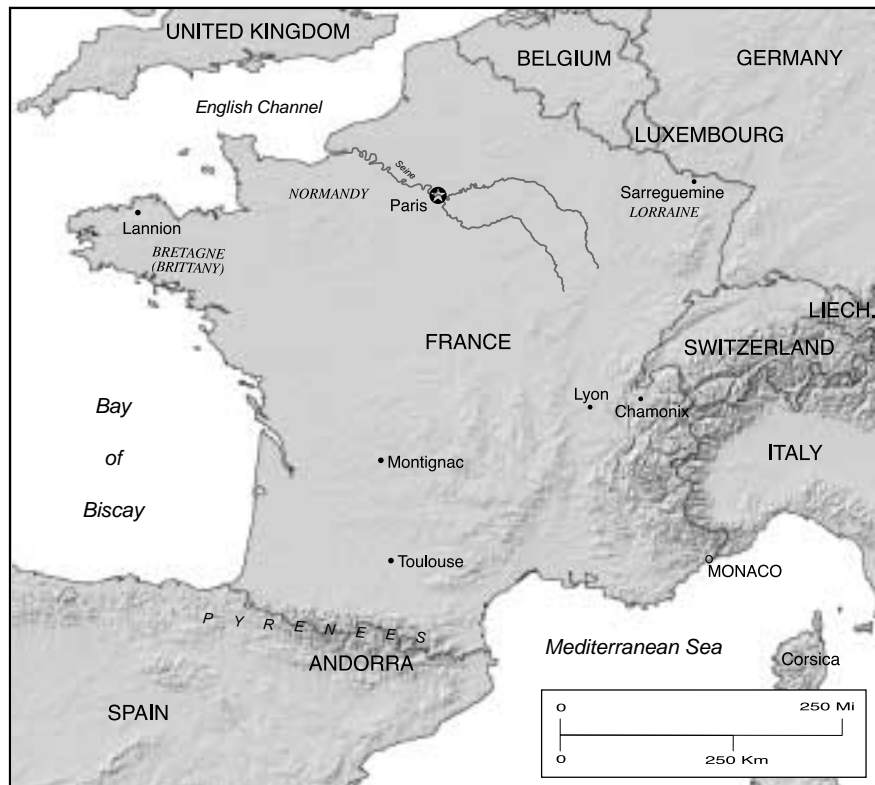 UNITED KINGDOM
BELGIUM
GERMANY
English Channel
LUXEMBOURG
Seine
NORMANDY
Paris
Sarreguemine
LORRAINE
Lannion
BRETAGNE
(BRITTANY)
LIECH.
FRANCE
SWITZERLAND
Lyon
Chamonix
Bay
of
Biscay
Montignac
ITALY
Toulouse
MONACO
PYRENEES
Mediterranean Sea
ANDORRA
Corsica
SPAIN
0 250 Mi
0 250 Km